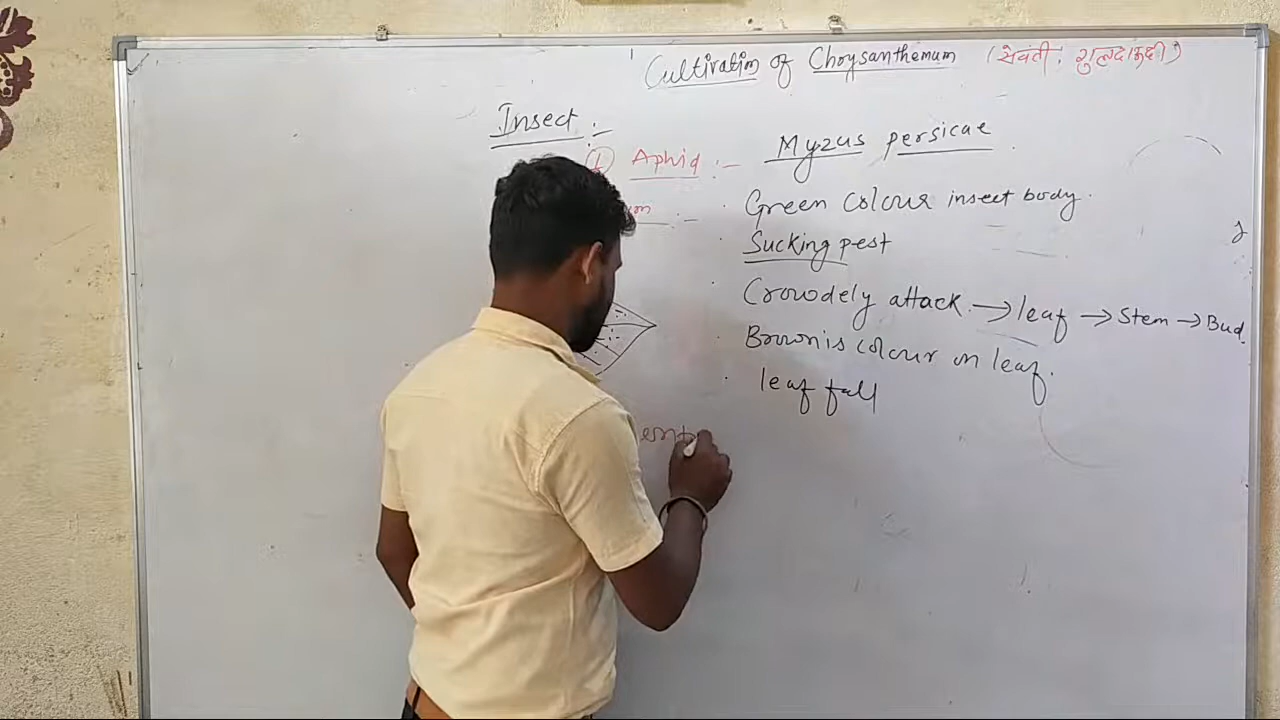 Cultivation of Chrysanthemum (सेवंती, गुलदाऊदी)
Insect :-
1 Aphid :- Myzus persicae
Green colour insect body.
Sucking pest
Crowdely attack. → leaf → Stem → Bud.
Brownis colour on leaf.
leaf fall